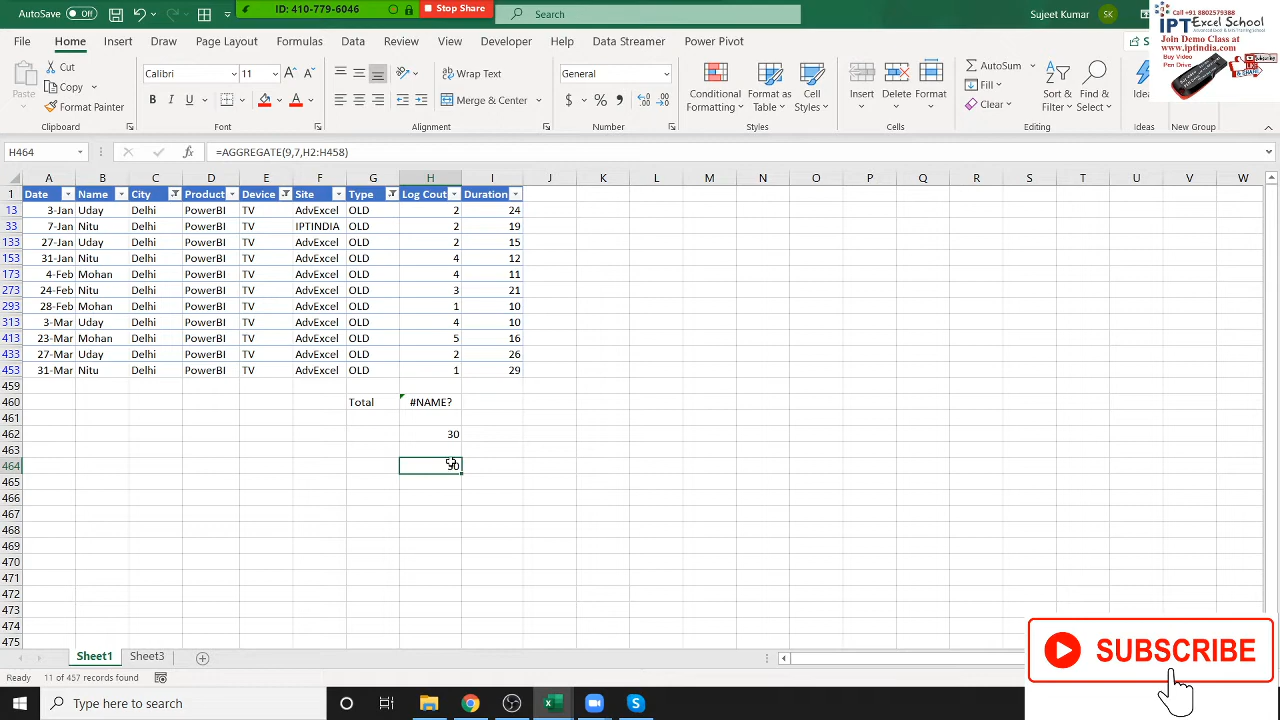 AutoSave Off
ID: 410-779-6046
Stop Share
Search
Sujeet Kumar
SK
Call +91 8802579388
IPT Excel School
Join Demo Class at
www.iptindia.com
Buy Video
Pen Drive
File Home Insert Draw Page Layout Formulas Data
Developer Help Data Streamer Power Pivot
Cut
Copy
Format Painter
Paste
Clipboard
Calibri 11
B I U
Font
Wrap Text
Merge & Center
Alignment
General
Number
Conditional Formatting
Format as Table
Cell Styles
Styles
Insert Delete Format
Cells
AutoSum
Fill
Clear
Sort & Filter
Find & Select
Editing
Ideas
Ideas
New Group
H464 fx =AGGREGATE(9,7,H2:H458)
A B C D E F G H I J K L M N O P Q R S T U V W
1 Date Name City Product Device Site Type Log Cout Duration
13 3-Jan Uday Delhi PowerBI TV AdvExcel OLD 2 24
33 7-Jan Nitu Delhi PowerBI TV IPTINDIA OLD 2 19
133 27-Jan Uday Delhi PowerBI TV AdvExcel OLD 2 15
153 31-Jan Nitu Delhi PowerBI TV AdvExcel OLD 4 12
173 4-Feb Mohan Delhi PowerBI TV AdvExcel OLD 4 11
273 24-Feb Nitu Delhi PowerBI TV AdvExcel OLD 3 21
293 28-Feb Mohan Delhi PowerBI TV AdvExcel OLD 1 10
313 3-Mar Uday Delhi PowerBI TV AdvExcel OLD 4 10
413 23-Mar Mohan Delhi PowerBI TV AdvExcel OLD 5 16
433 27-Mar Uday Delhi PowerBI TV AdvExcel OLD 2 26
453 31-Mar Nitu Delhi PowerBI TV AdvExcel OLD 1 29
459
460 Total #NAME?
461
462 30
463
464 30
465
466
467
468
469
470
471
472
473
474
475
Sheet1 Sheet3
Ready 11 of 457 records found
SUBSCRIBE
Type here to search